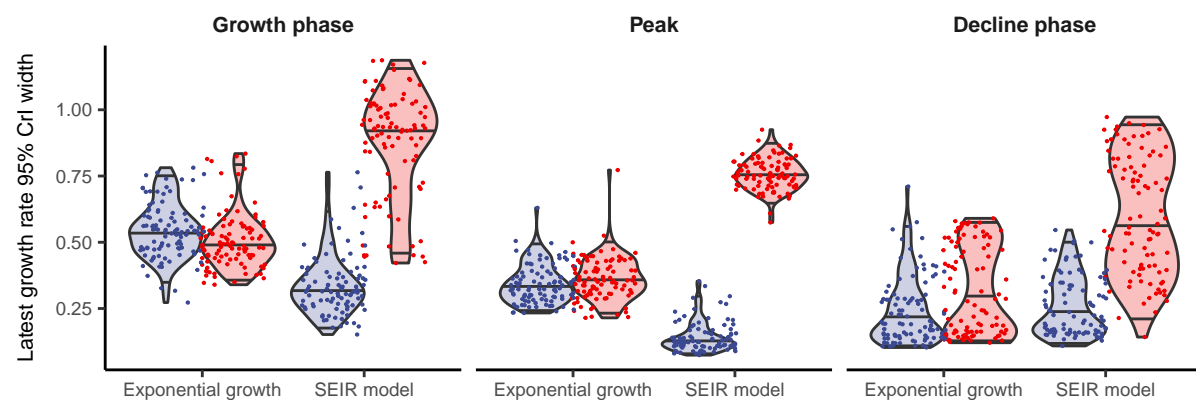 Growth phase Peak Decline phase
Latest growth rate 95% CrI width
1.00
0.75
0.50
0.25
Exponential growth SEIR model Exponential growth SEIR model Exponential growth SEIR model